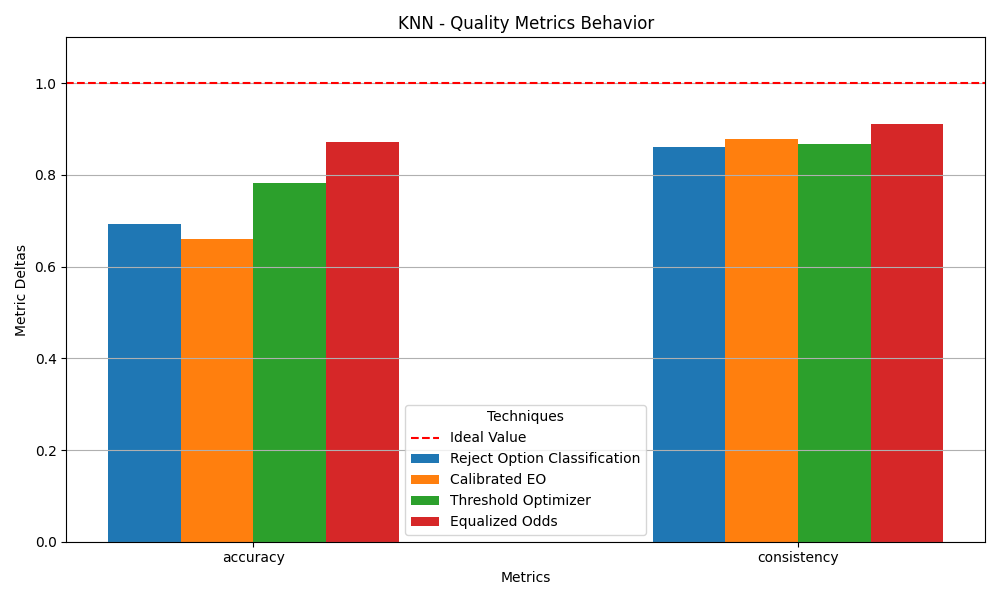 KNN - Quality Metrics Behavior
Metric Deltas
1.0
0.8
0.6
0.4
0.2
0.0
Techniques
Ideal Value
Reject Option Classification
Calibrated EO
Threshold Optimizer
Equalized Odds
accuracy
consistency
Metrics